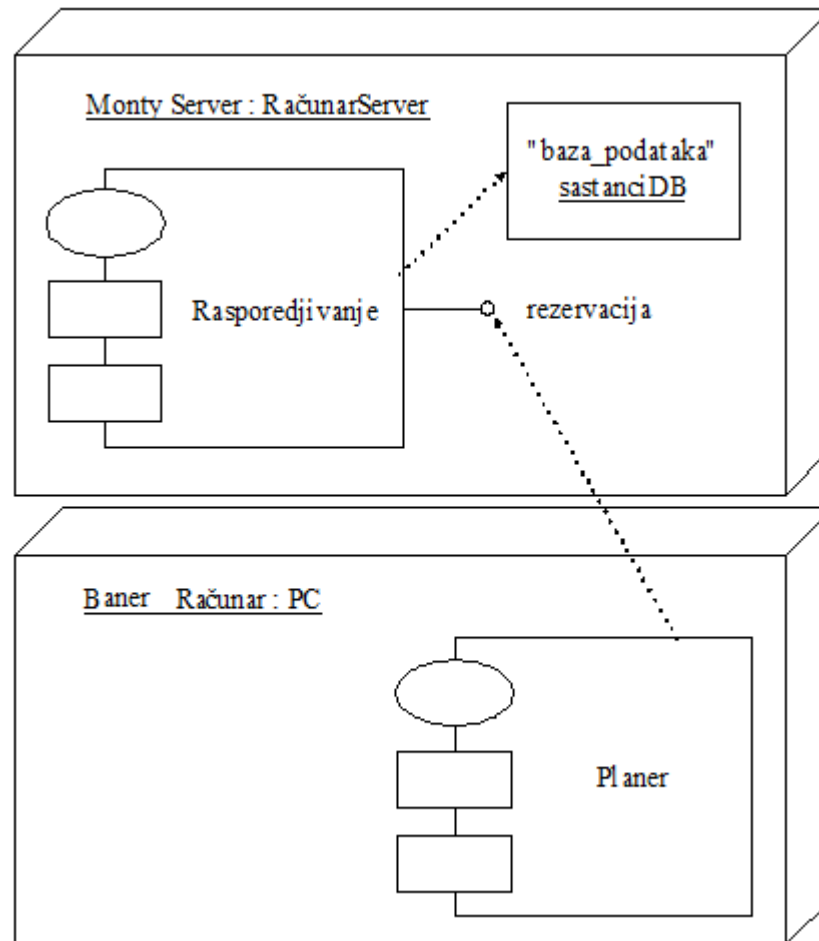 Monty Server : RačunarServer
"baza_podataka"
sastanciDB
Rasporedjivanje
rezervacija
Baner Računar : PC
Planer